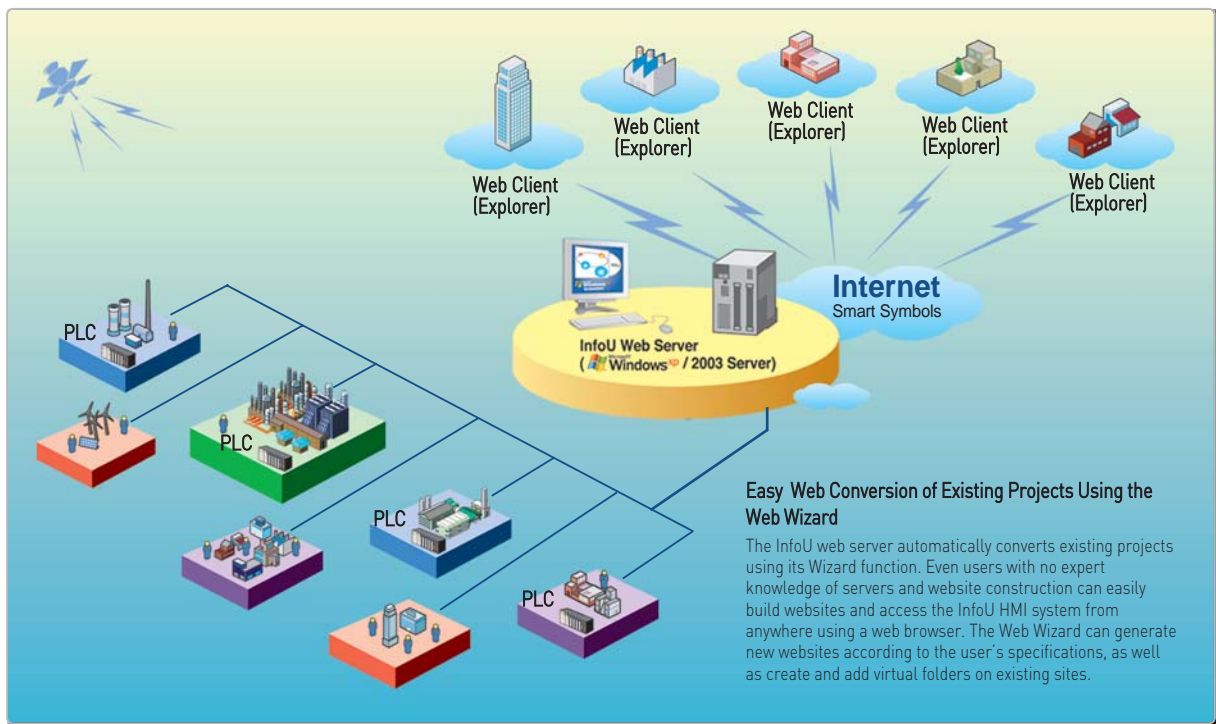 Web Client
(Explorer)
Web Client
(Explorer)
Web Client
(Explorer)
Web Client
(Explorer)
Web Client
(Explorer)
Internet
Smart Symbols
InfoU Web Server
( Microsoft Windows xp / 2003 Server)
PLC
PLC
PLC
PLC
Easy Web Conversion of Existing Projects Using the
Web Wizard
The InfoU web server automatically converts existing projects
using its Wizard function. Even users with no expert
knowledge of servers and website construction can easily
build websites and access the InfoU HMI system from
anywhere using a web browser. The Web Wizard can generate
new websites according to the user's specifications, as well
as create and add virtual folders on existing sites.